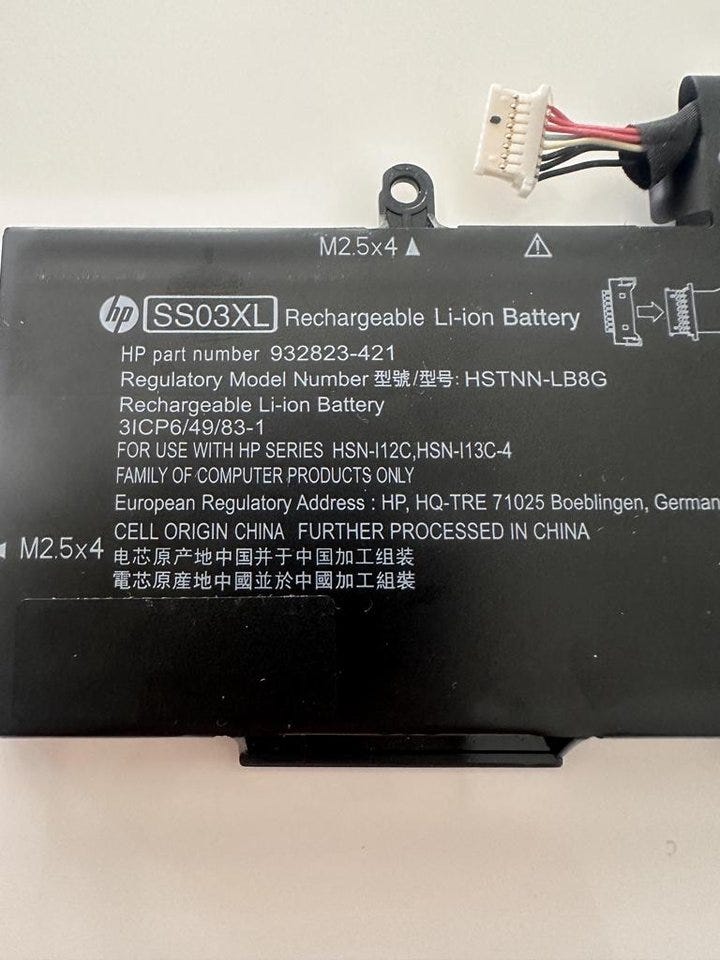 M2.5x4
hp SS03XL Rechargeable Li-ion Battery
HP part number 932823-421
Regulatory Model Number 型號/型号: HSTNN-LB8G
Rechargeable Li-ion Battery
3ICP6/49/83-1
FOR USE WITH HP SERIES HSN-I12C,HSN-I13C-4
FAMILY OF COMPUTER PRODUCTS ONLY
European Regulatory Address : HP, HQ-TRE 71025 Boeblingen, German
CELL ORIGIN CHINA FURTHER PROCESSED IN CHINA
M2.5x4
电芯原产地中国并于中国加工组装
電芯原產地中國並於中國加工組裝